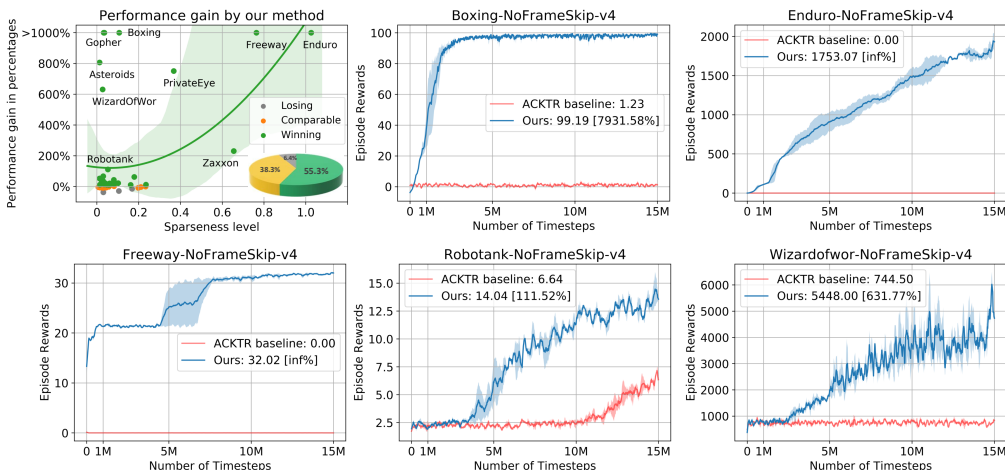 Performance gain by our method
Performance gain in percentages
>1000%
800%
600%
400%
200%
0%
Gopher
Boxing
Freeway
Enduro
Asteroids
PrivateEye
WizardOfWor
Losing
Comparable
Winning
Robotank
Zaxxon
6.4%
38.3%
55.3%
0 0.2 0.4 0.6 0.8 1.0
Sparseness level
Boxing-NoFrameSkip-v4
Episode Rewards
100
80
60
40
20
0
ACKTR baseline: 1.23
Ours: 99.19 [7931.58%]
0 1M 5M 10M 15M
Number of Timesteps
Enduro-NoFrameSkip-v4
Episode Rewards
2000
1500
1000
500
0
ACKTR baseline: 0.00
Ours: 1753.07 [inf%]
0 1M 5M 10M 15M
Number of Timesteps
Freeway-NoFrameSkip-v4
Episode Rewards
30
20
10
0
ACKTR baseline: 0.00
Ours: 32.02 [inf%]
0 1M 5M 10M 15M
Number of Timesteps
Robotank-NoFrameSkip-v4
Episode Rewards
15.0
12.5
10.0
7.5
5.0
2.5
ACKTR baseline: 6.64
Ours: 14.04 [111.52%]
0 1M 5M 10M 15M
Number of Timesteps
Wizardofwor-NoFrameSkip-v4
Episode Rewards
6000
5000
4000
3000
2000
1000
ACKTR baseline: 744.50
Ours: 5448.00 [631.77%]
0 1M 5M 10M 15M
Number of Timesteps